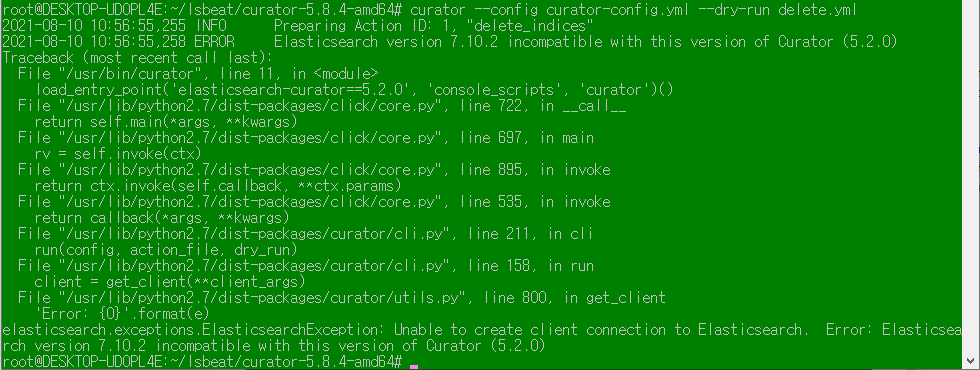 root@DESKTOP-UDOPL4E:~/lsbeat/curator-5.8.4-amd64# curator --config curator-config.yml --dry-run delete.yml
2021-08-10 10:56:55,255 INFO      Preparing Action ID: 1, "delete_indices"
2021-08-10 10:56:55,258 ERROR     Elasticsearch version 7.10.2 incompatible with this version of Curator (5.2.0)
Traceback (most recent call last):
  File "/usr/bin/curator", line 11, in <module>
    load_entry_point('elasticsearch-curator==5.2.0', 'console_scripts', 'curator')()
  File "/usr/lib/python2.7/dist-packages/click/core.py", line 722, in __call__
    return self.main(*args, **kwargs)
  File "/usr/lib/python2.7/dist-packages/click/core.py", line 697, in main
    rv = self.invoke(ctx)
  File "/usr/lib/python2.7/dist-packages/click/core.py", line 895, in invoke
    return ctx.invoke(self.callback, **ctx.params)
  File "/usr/lib/python2.7/dist-packages/click/core.py", line 535, in invoke
    return callback(*args, **kwargs)
  File "/usr/lib/python2.7/dist-packages/curator/cli.py", line 211, in cli
    run(config, action_file, dry_run)
  File "/usr/lib/python2.7/dist-packages/curator/cli.py", line 158, in run
    client = get_client(**client_args)
  File "/usr/lib/python2.7/dist-packages/curator/utils.py", line 800, in get_client
    'Error: {0}'.format(e)
elasticsearch.exceptions.ElasticsearchException: Unable to create client connection to Elasticsearch.  Error: Elasticsea
rch version 7.10.2 incompatible with this version of Curator (5.2.0)
root@DESKTOP-UDOPL4E:~/lsbeat/curator-5.8.4-amd64#